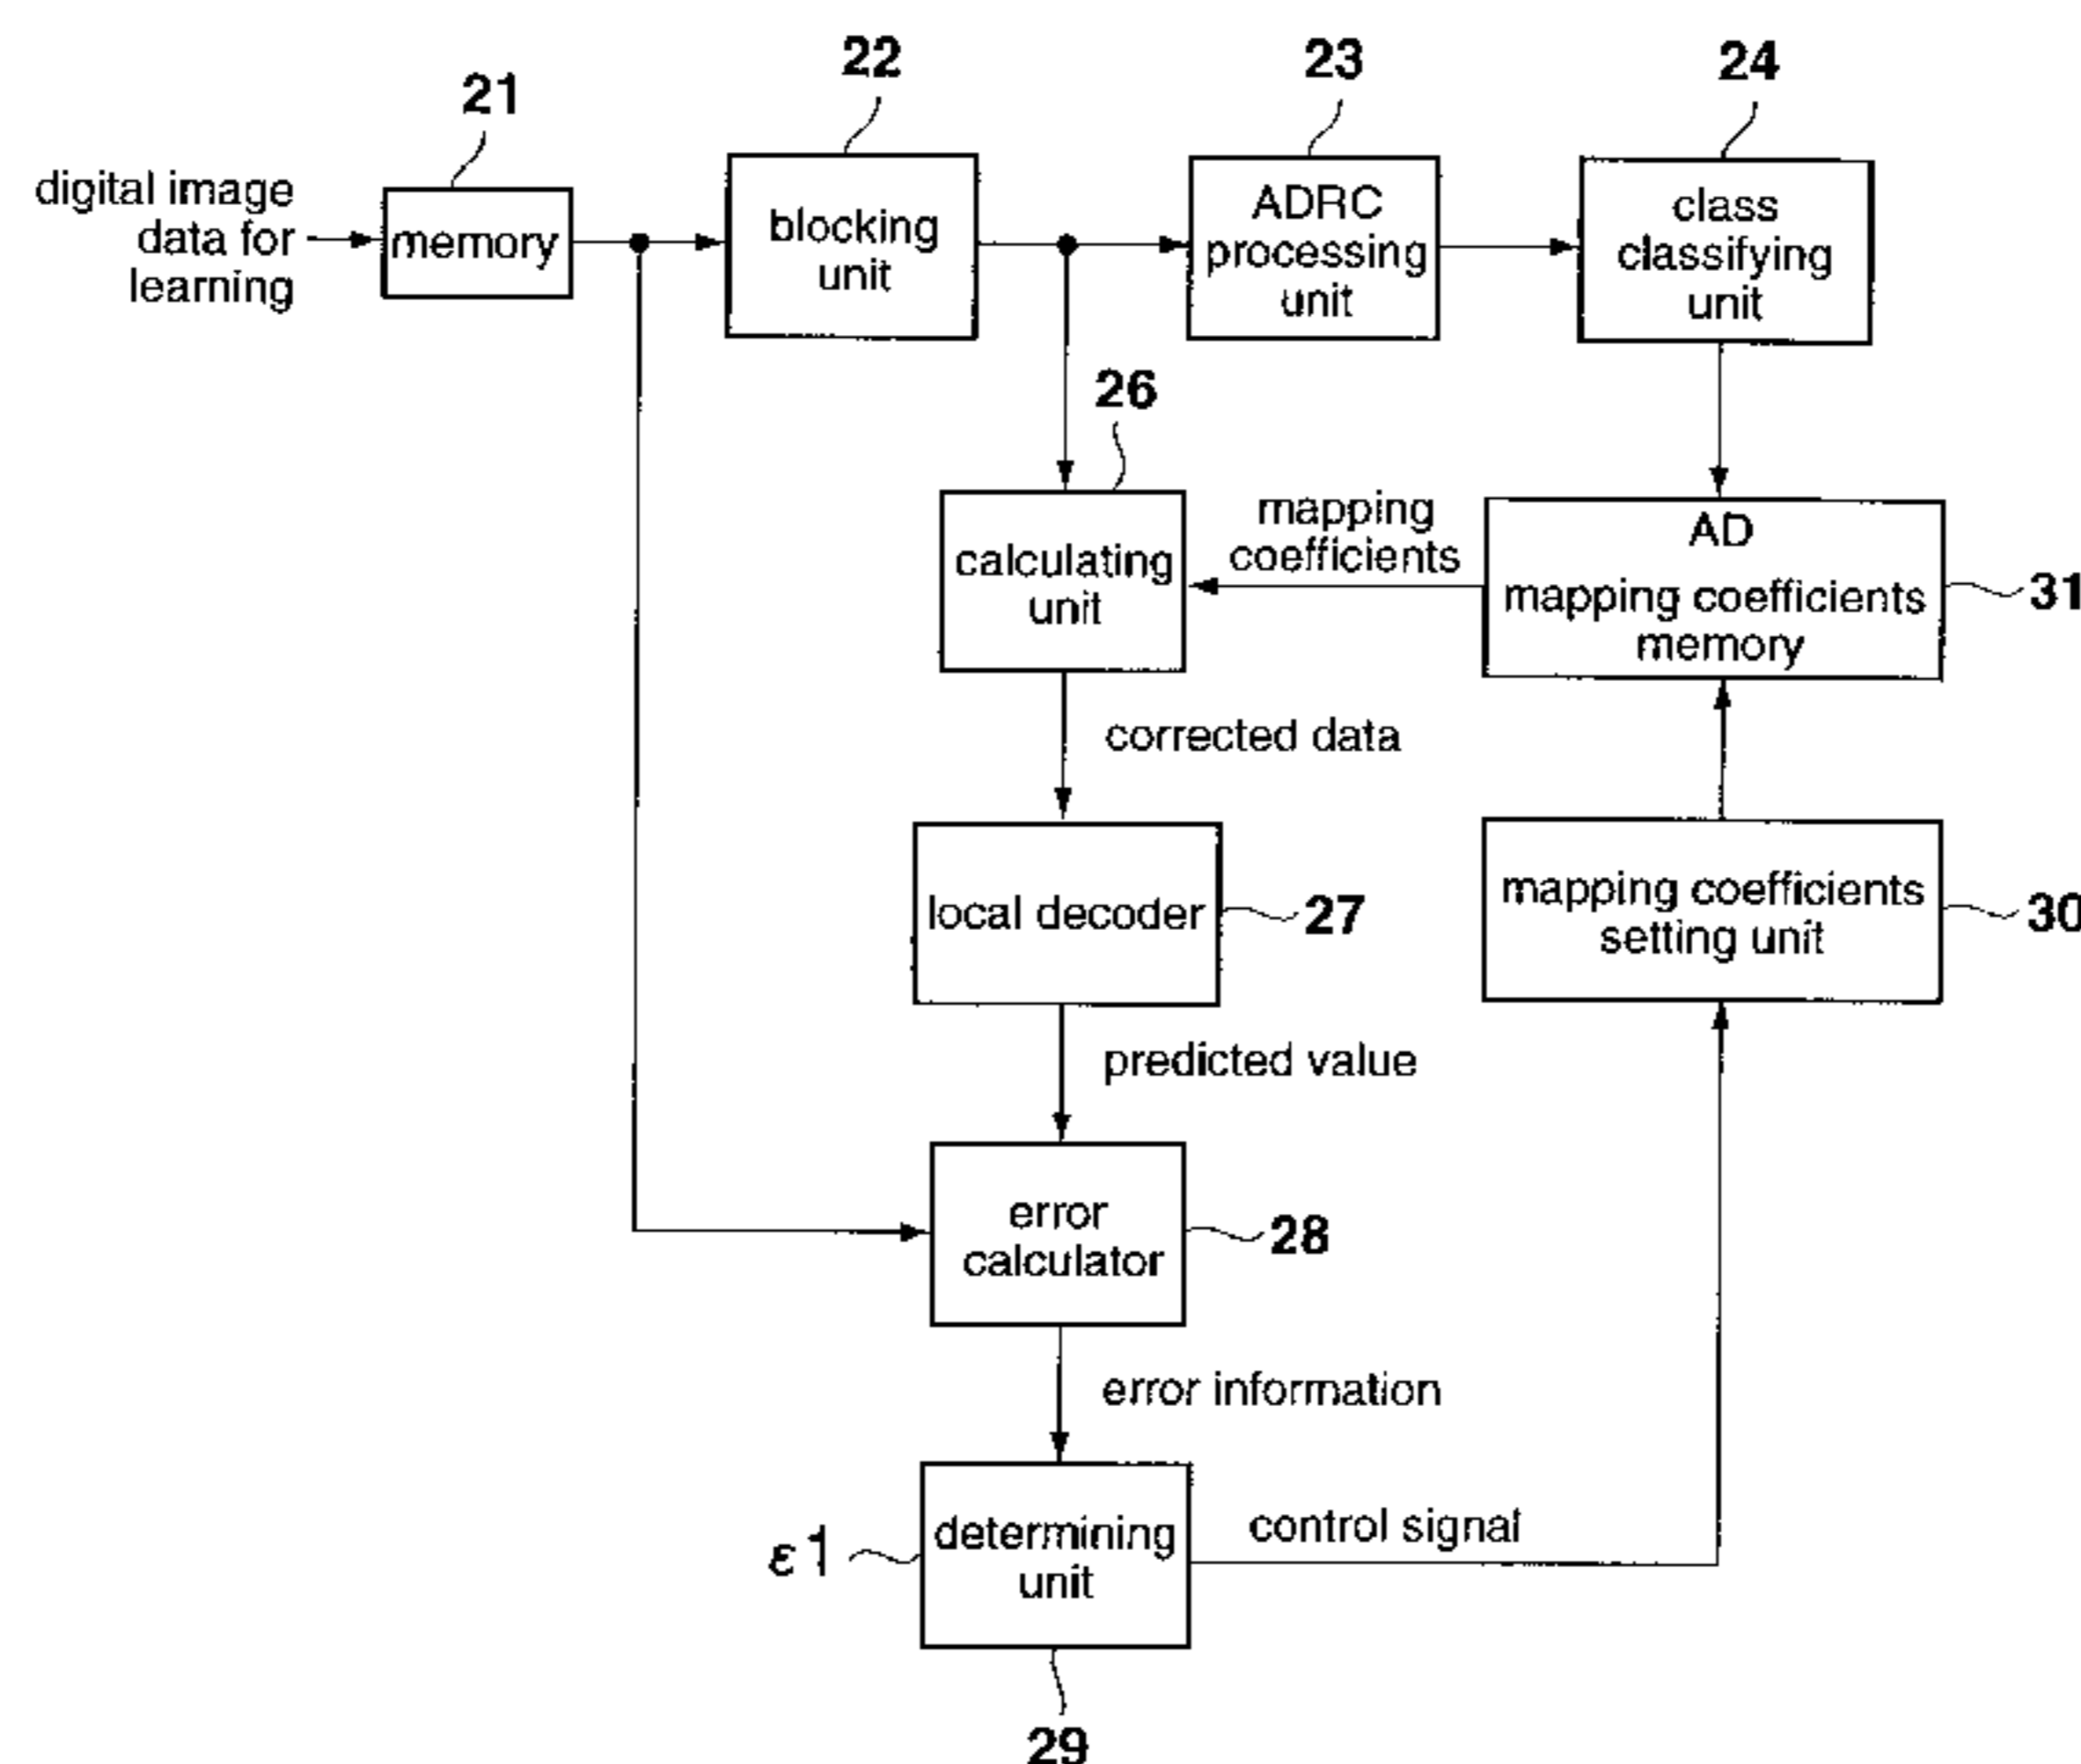 22
23
24
21
digital image
data for
learning
memory
blocking
unit
ADRC
processing
unit
class
classifying
unit
26
mapping
coefficients
calculating
unit
AD
mapping coefficients
memory
31
corrected data
local decoder
27
mapping coefficients
setting unit
30
predicted value
error
calculator
28
error information
ε1
determining
unit
control signal
29